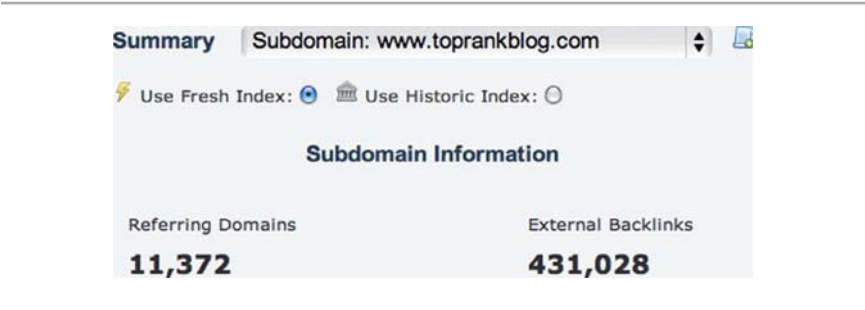 Summary Subdomain: www.toprankblog.com
Use Fresh Index: Use Historic Index:
Subdomain Information
Referring Domains External Backlinks
11,372 431,028